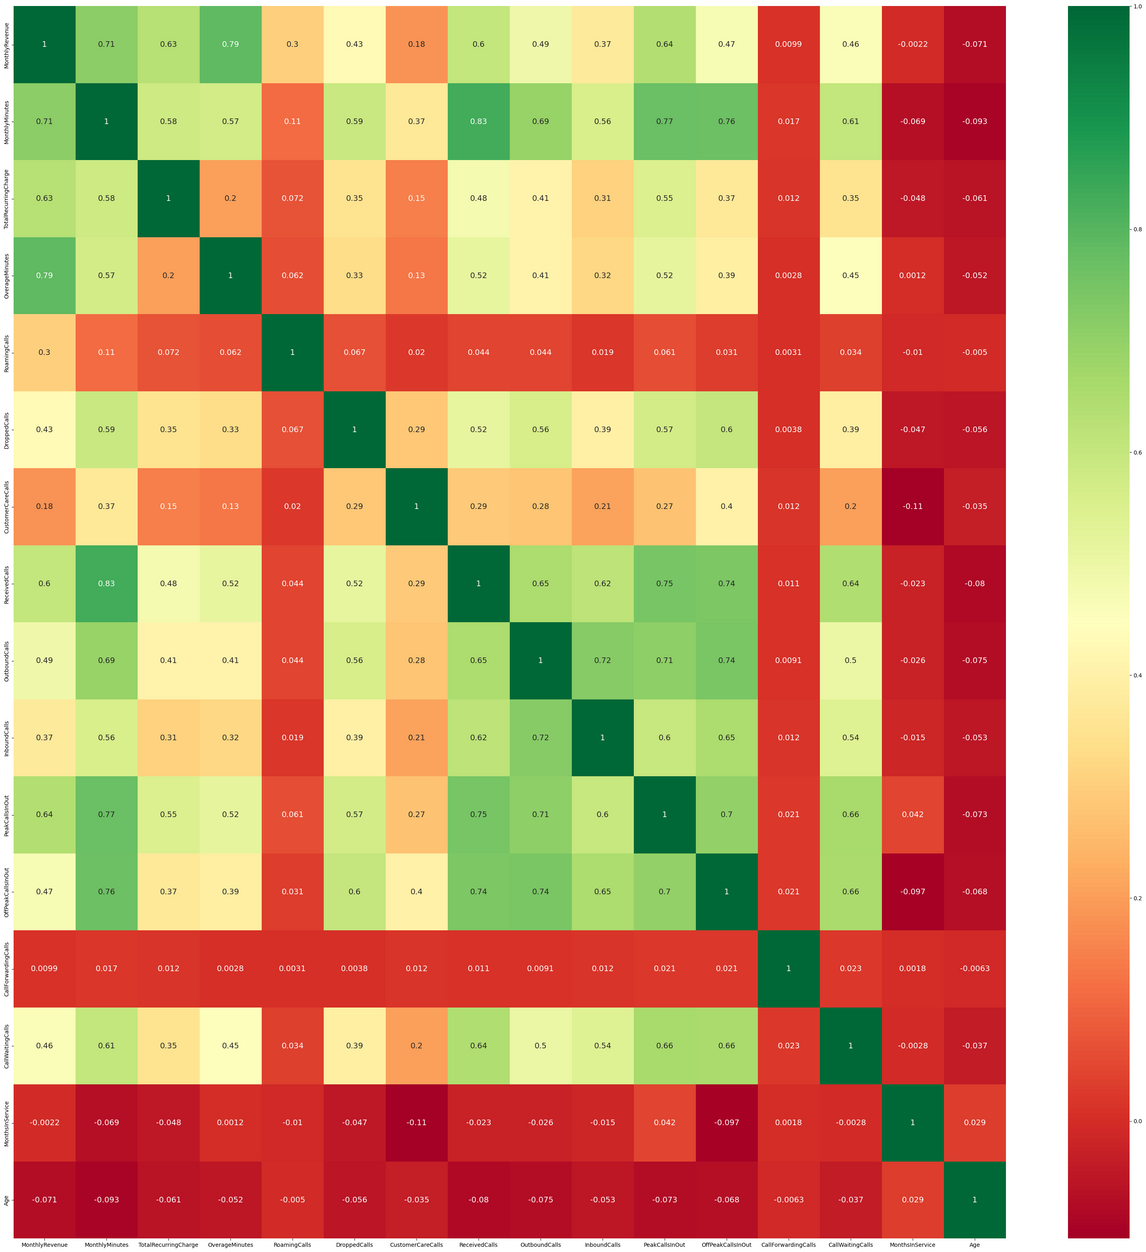 MonthlyRevenue 1 0.71 0.63 0.79 0.3 0.43 0.18 0.6 0.49 0.37 0.64 0.47 0.0099 0.46 -0.0022 -0.071
MonthlyMinutes 0.71 1 0.58 0.57 0.11 0.59 0.37 0.83 0.69 0.56 0.77 0.76 0.017 0.61 -0.069 -0.093
TotalRecurringCharge 0.63 0.58 1 0.2 0.072 0.35 0.15 0.48 0.41 0.31 0.55 0.37 0.012 0.35 -0.048 -0.061
OverageMinutes 0.79 0.57 0.2 1 0.062 0.33 0.13 0.52 0.41 0.32 0.52 0.39 0.0028 0.45 0.0012 -0.052
RoamingCalls 0.3 0.11 0.072 0.062 1 0.067 0.02 0.044 0.044 0.019 0.061 0.031 0.0031 0.034 -0.01 -0.005
DroppedCalls 0.43 0.59 0.35 0.33 0.067 1 0.29 0.52 0.56 0.39 0.57 0.6 0.0038 0.39 -0.047 -0.056
CustomerCareCalls 0.18 0.37 0.15 0.13 0.02 0.29 1 0.29 0.28 0.21 0.27 0.4 0.012 0.2 -0.11 -0.035
ReceivedCalls 0.6 0.83 0.48 0.52 0.044 0.52 0.29 1 0.65 0.62 0.75 0.74 0.011 0.64 -0.023 -0.08
OutboundCalls 0.49 0.69 0.41 0.41 0.044 0.56 0.28 0.65 1 0.72 0.71 0.74 0.0091 0.5 -0.026 -0.075
InboundCalls 0.37 0.56 0.31 0.32 0.019 0.39 0.21 0.62 0.72 1 0.6 0.65 0.012 0.54 -0.015 -0.053
PeakCallsInOut 0.64 0.77 0.55 0.52 0.061 0.57 0.27 0.75 0.71 0.6 1 0.7 0.021 0.66 0.042 -0.073
OffPeakCallsInOut 0.47 0.76 0.37 0.39 0.031 0.6 0.4 0.74 0.74 0.65 0.7 1 0.021 0.66 -0.097 -0.068
CallForwardingCalls 0.0099 0.017 0.012 0.0028 0.0031 0.0038 0.012 0.011 0.0091 0.012 0.021 0.021 1 0.023 0.0018 -0.0063
CallWaitingCalls 0.46 0.61 0.35 0.45 0.034 0.39 0.2 0.64 0.5 0.54 0.66 0.66 0.023 1 -0.0028 -0.037
MonthsInService -0.0022 -0.069 -0.048 0.0012 -0.01 -0.047 -0.11 -0.023 -0.026 -0.015 0.042 -0.097 0.0018 -0.0028 1 0.029
Age -0.071 -0.093 -0.061 -0.052 -0.005 -0.056 -0.035 -0.08 -0.075 -0.053 -0.073 -0.068 -0.0063 -0.037 0.029 1
MonthlyRevenue MonthlyMinutes TotalRecurringCharge OverageMinutes RoamingCalls DroppedCalls CustomerCareCalls ReceivedCalls OutboundCalls InboundCalls PeakCallsInOut OffPeakCallsInOut CallForwardingCalls CallWaitingCalls MonthsInService Age
1.0
0.8
0.6
0.4
0.2
0.0